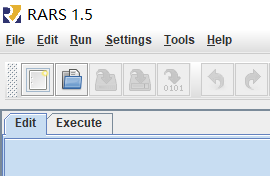 RARS 1.5
File Edit Run Settings Tools Help
0101
Edit Execute